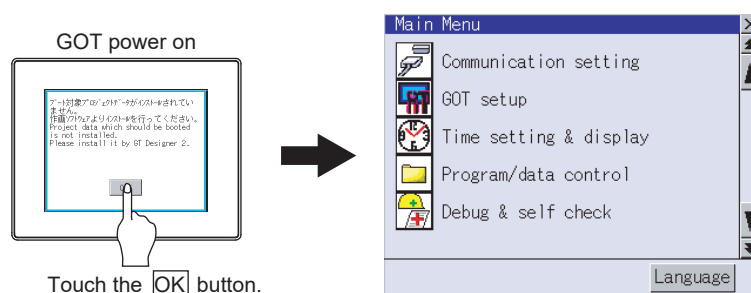 GOT power on
ブート対象プロジェクトデータがインストールされてい
ません。
作画ソフトウェアよりインストールを行ってください。
Project data which should be booted
is not installed.
Please install it by GT Designer 2.
Touch the OK button.
Main Menu
Communication setting
GOT setup
Time setting & display
Program/data control
Debug & self check
Language